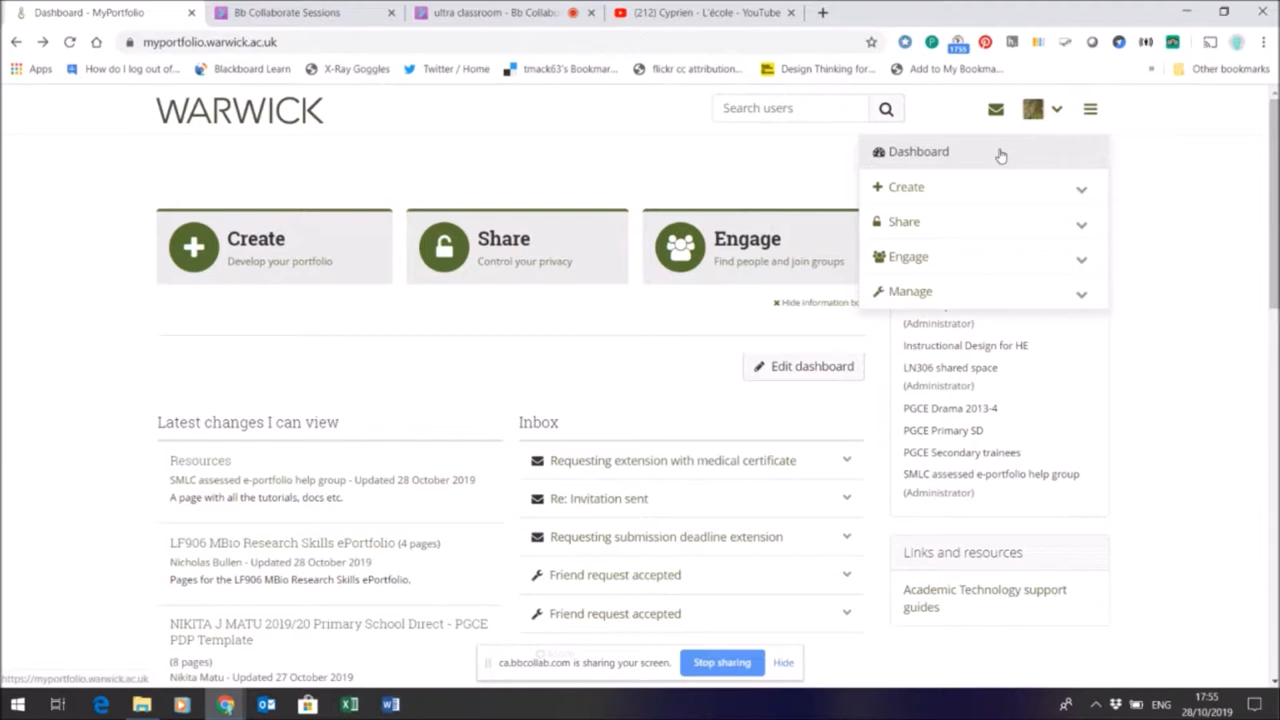 Dashboard - MyPortfolio
Bb Collaborate Sessions
ultra classroom - Bb Collabo
(212) Cyprien - L'école - YouTube
myportfolio.warwick.ac.uk
1755
Apps
How do I log out of...
Blackboard Learn
X-Ray Goggles
Twitter / Home
tmack63's Bookmar...
flickr cc attribution...
Design Thinking for...
Add to My Bookma...
»
Other bookmarks
WARWICK
Search users
Dashboard
Create
Share
Engage
Manage
Create
Develop your portfolio
Share
Control your privacy
Engage
Find people and join groups
Hide information bo
(Administrator)
Instructional Design for HE
LN306 shared space
(Administrator)
PGCE Drama 2013-4
PGCE Primary SD
PGCE Secondary trainees
SMLC assessed e-portfolio help group
(Administrator)
Edit dashboard
Latest changes I can view
Resources
SMLC assessed e-portfolio help group - Updated 28 October 2019
A page with all the tutorials, docs etc.
LF906 MBio Research Skills ePortfolio (4 pages)
Nicholas Bullen - Updated 28 October 2019
Pages for the LF906 MBio Research Skills ePortfolio.
NIKITA J MATU 2019/20 Primary School Direct - PGCE
PDP Template
(8 pages)
Nikita Matu - Updated 27 October 2019
Inbox
Requesting extension with medical certificate
Re: Invitation sent
Requesting submission deadline extension
Friend request accepted
Friend request accepted
Links and resources
Academic Technology support
guides
ca.bbcollab.com is sharing your screen.
Stop sharing
Hide
https://myportfolio.warwick.ac.uk
ENG
17:55
28/10/2019